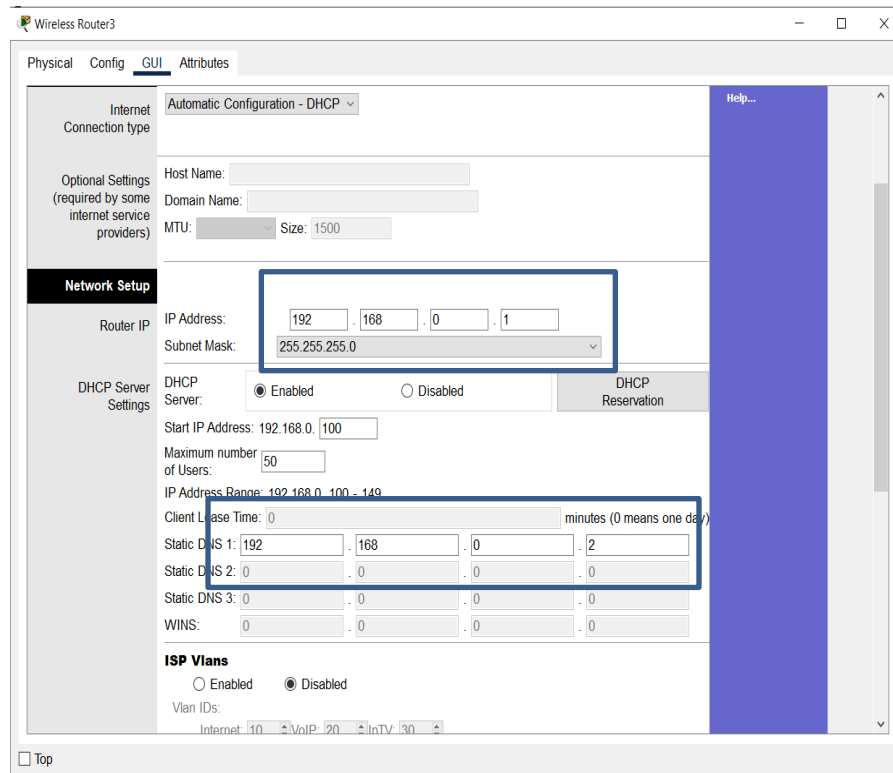 Wireless Router3
Physical Config GUI Attributes
Internet Connection type
Automatic Configuration - DHCP
Help...
Optional Settings (required by some internet service providers)
Host Name:
Domain Name:
MTU: Size: 1500
Network Setup
Router IP
IP Address: 192 . 168 . 0 . 1
Subnet Mask: 255.255.255.0
DHCP Server Settings
DHCP Server: Enabled Disabled DHCP Reservation
Start IP Address: 192.168.0. 100
Maximum number of Users: 50
IP Address Range: 192.168.0. 100 - 149
Client Lease Time: 0 minutes (0 means one day)
Static DNS 1: 192 . 168 . 0 . 2
Static DNS 2: 0 . 0 . 0 . 0
Static DNS 3: 0 . 0 . 0 . 0
WINS: 0 . 0 . 0 . 0
ISP Vlans
Enabled Disabled
Vlan IDs:
Internet: 10 VoIP: 20 IpTV: 30
Top